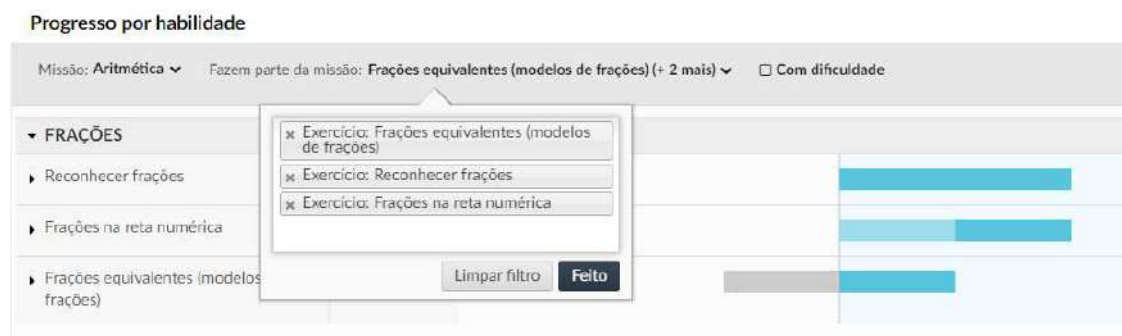 Progresso por habilidade
Missão: Aritmética Fazem parte da missão: Frações equivalentes (modelos de frações) (+ 2 mais) Com dificuldade
FRAÇÕES
Reconhecer frações
Frações na reta numérica
Frações equivalentes (modelos
frações)
× Exercício: Frações equivalentes (modelos
de frações)
× Exercício: Reconhecer frações
× Exercício: Frações na reta numérica
Limpar filtro Feito